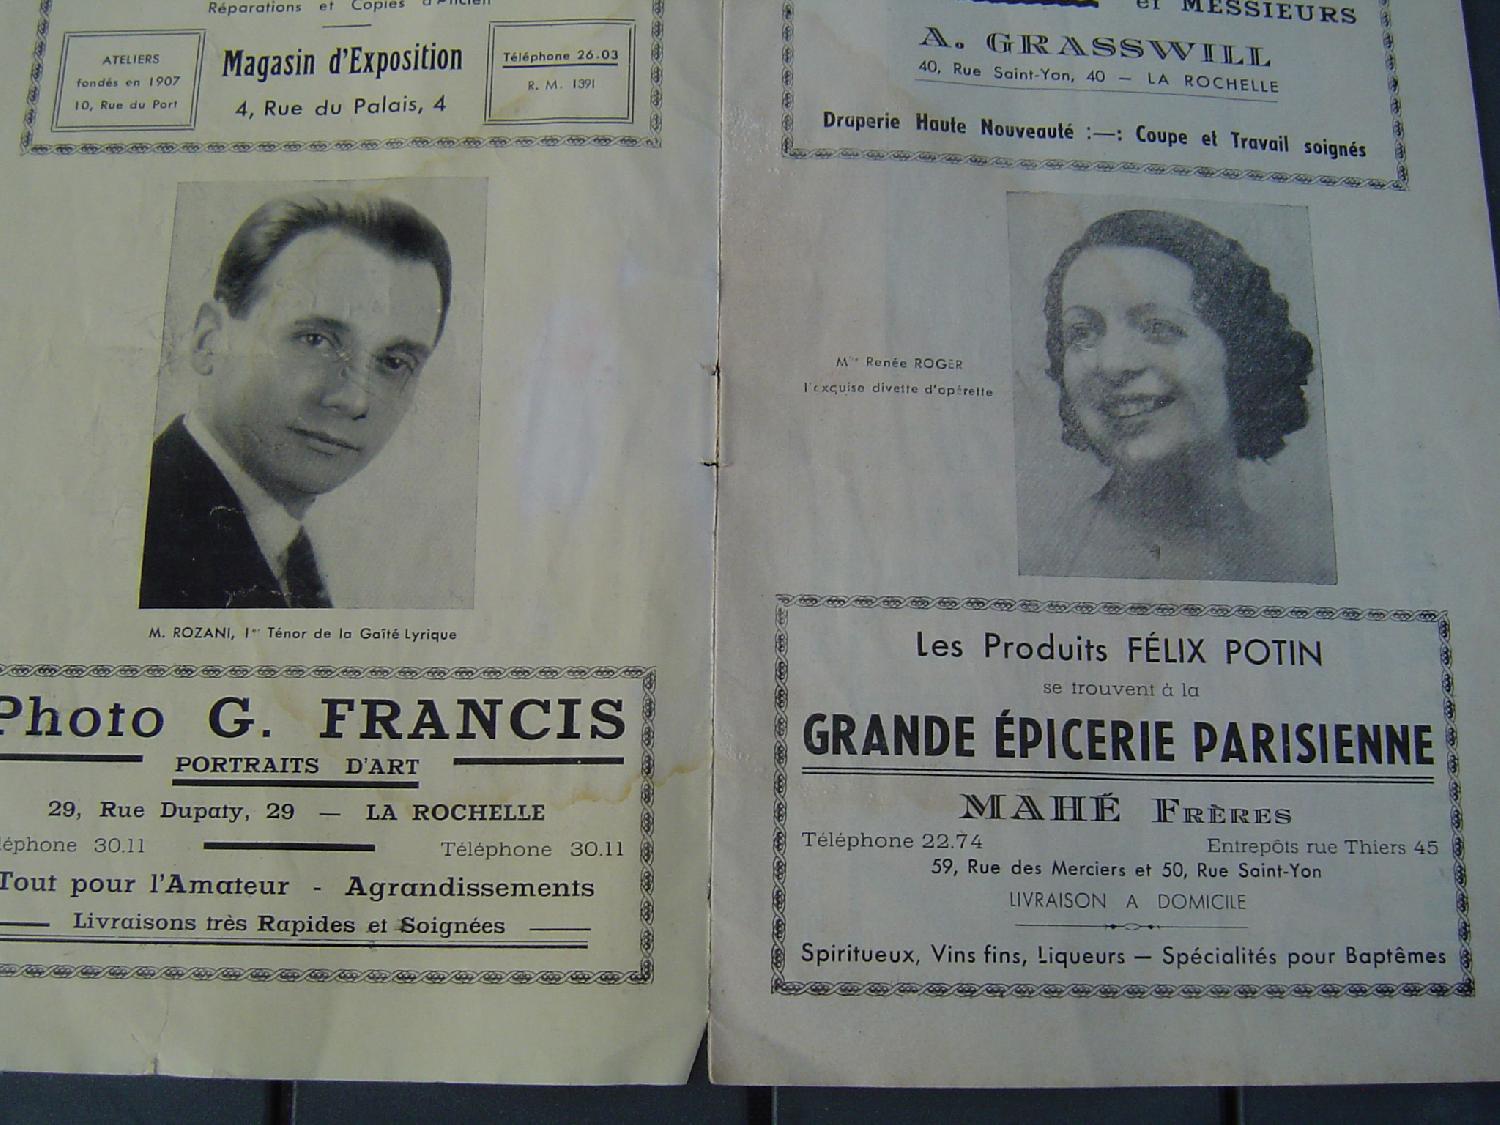 Réparations et Copies d'Ancien
ATELIERS
fondés en 1907
10, Rue du Port
Magasin d'Exposition
4, Rue du Palais, 4
Téléphone 26.03
R. M. 1391
M. ROZANI, 1er Ténor de la Gaîté Lyrique
Photo G. FRANCIS
PORTRAITS D'ART
29, Rue Dupaty, 29 — LA ROCHELLE
éphone 30.11 Téléphone 30.11
Tout pour l'Amateur - Agrandissements
Livraisons très Rapides et Soignées
et MESSIEURS
A. GRASSWILL
40, Rue Saint-Yon, 40 — LA ROCHELLE
Draperie Haute Nouveauté :—: Coupe et Travail soignés
Renée ROGER
l'exquise divette d'opérette
Les Produits FÉLIX POTIN
se trouvent à la
GRANDE ÉPICERIE PARISIENNE
MAHÉ FRÈRES
Téléphone 22.74 Entrepôts rue Thiers 45
59, Rue des Merciers et 50, Rue Saint-Yon
LIVRAISON A DOMICILE
Spiritueux, Vins fins, Liqueurs — Spécialités pour Baptêmes